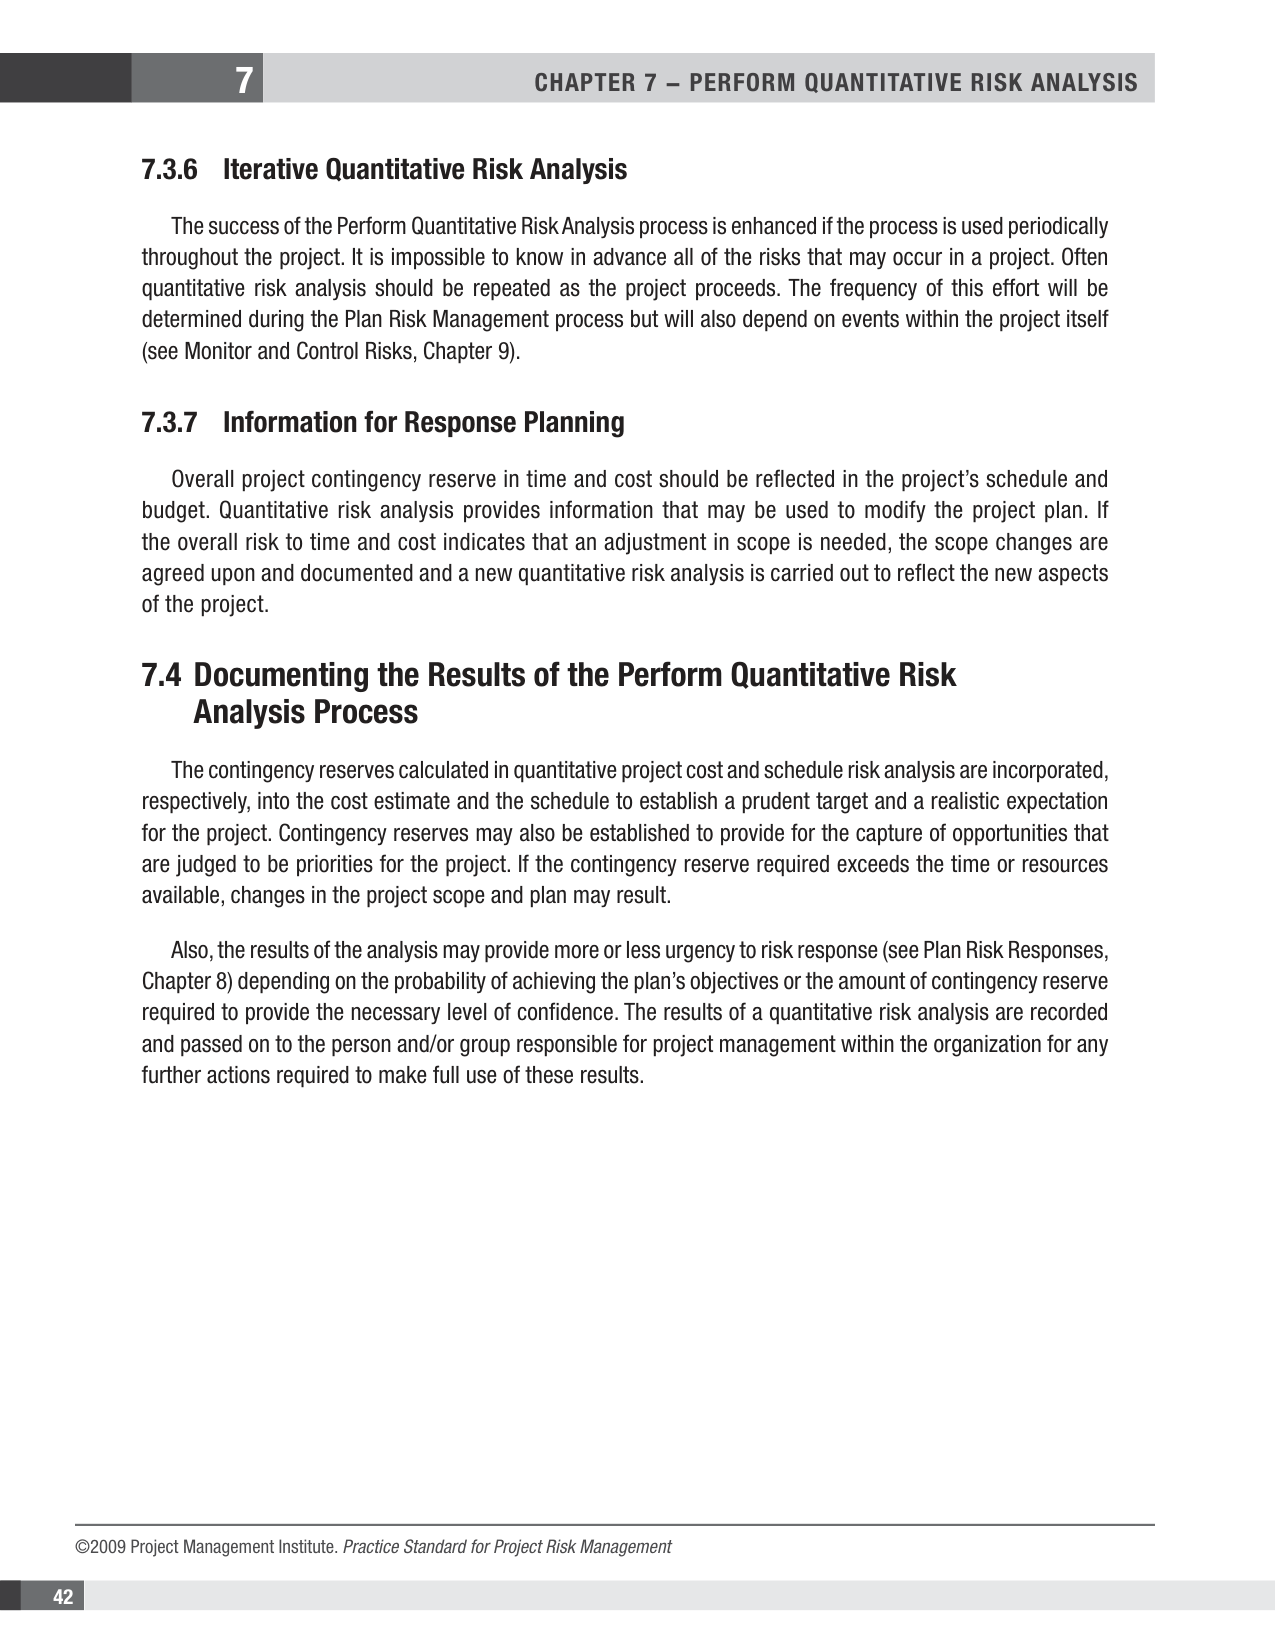 7
CHAPTER 7 – PERFORM QUANTITATIVE RISK ANALYSIS
7.3.6 Iterative Quantitative Risk Analysis
The success of the Perform Quantitative Risk Analysis process is enhanced if the process is used periodically
throughout the project. It is impossible to know in advance all of the risks that may occur in a project. Often
quantitative risk analysis should be repeated as the project proceeds. The frequency of this effort will be
determined during the Plan Risk Management process but will also depend on events within the project itself
(see Monitor and Control Risks, Chapter 9).
7.3.7 Information for Response Planning
Overall project contingency reserve in time and cost should be reflected in the project’s schedule and
budget. Quantitative risk analysis provides information that may be used to modify the project plan. If
the overall risk to time and cost indicates that an adjustment in scope is needed, the scope changes are
agreed upon and documented and a new quantitative risk analysis is carried out to reflect the new aspects
of the project.
7.4 Documenting the Results of the Perform Quantitative Risk
Analysis Process
The contingency reserves calculated in quantitative project cost and schedule risk analysis are incorporated,
respectively, into the cost estimate and the schedule to establish a prudent target and a realistic expectation
for the project. Contingency reserves may also be established to provide for the capture of opportunities that
are judged to be priorities for the project. If the contingency reserve required exceeds the time or resources
available, changes in the project scope and plan may result.
Also, the results of the analysis may provide more or less urgency to risk response (see Plan Risk Responses,
Chapter 8) depending on the probability of achieving the plan’s objectives or the amount of contingency reserve
required to provide the necessary level of confidence. The results of a quantitative risk analysis are recorded
and passed on to the person and/or group responsible for project management within the organization for any
further actions required to make full use of these results.
©2009 Project Management Institute. Practice Standard for Project Risk Management
42